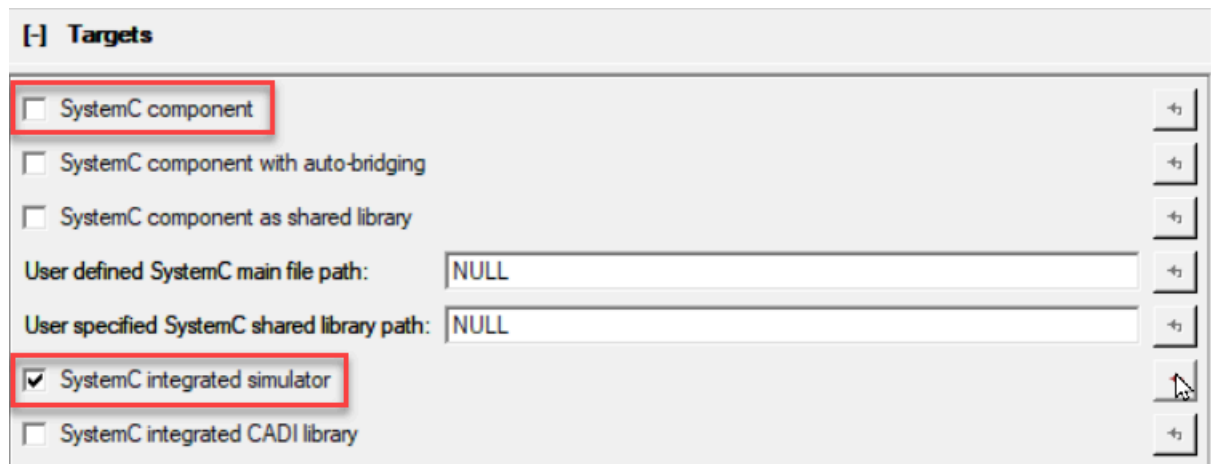 [-] Targets
SystemC component
SystemC component with auto-bridging
SystemC component as shared library
User defined SystemC main file path: NULL
User specified SystemC shared library path: NULL
SystemC integrated simulator
SystemC integrated CADI library